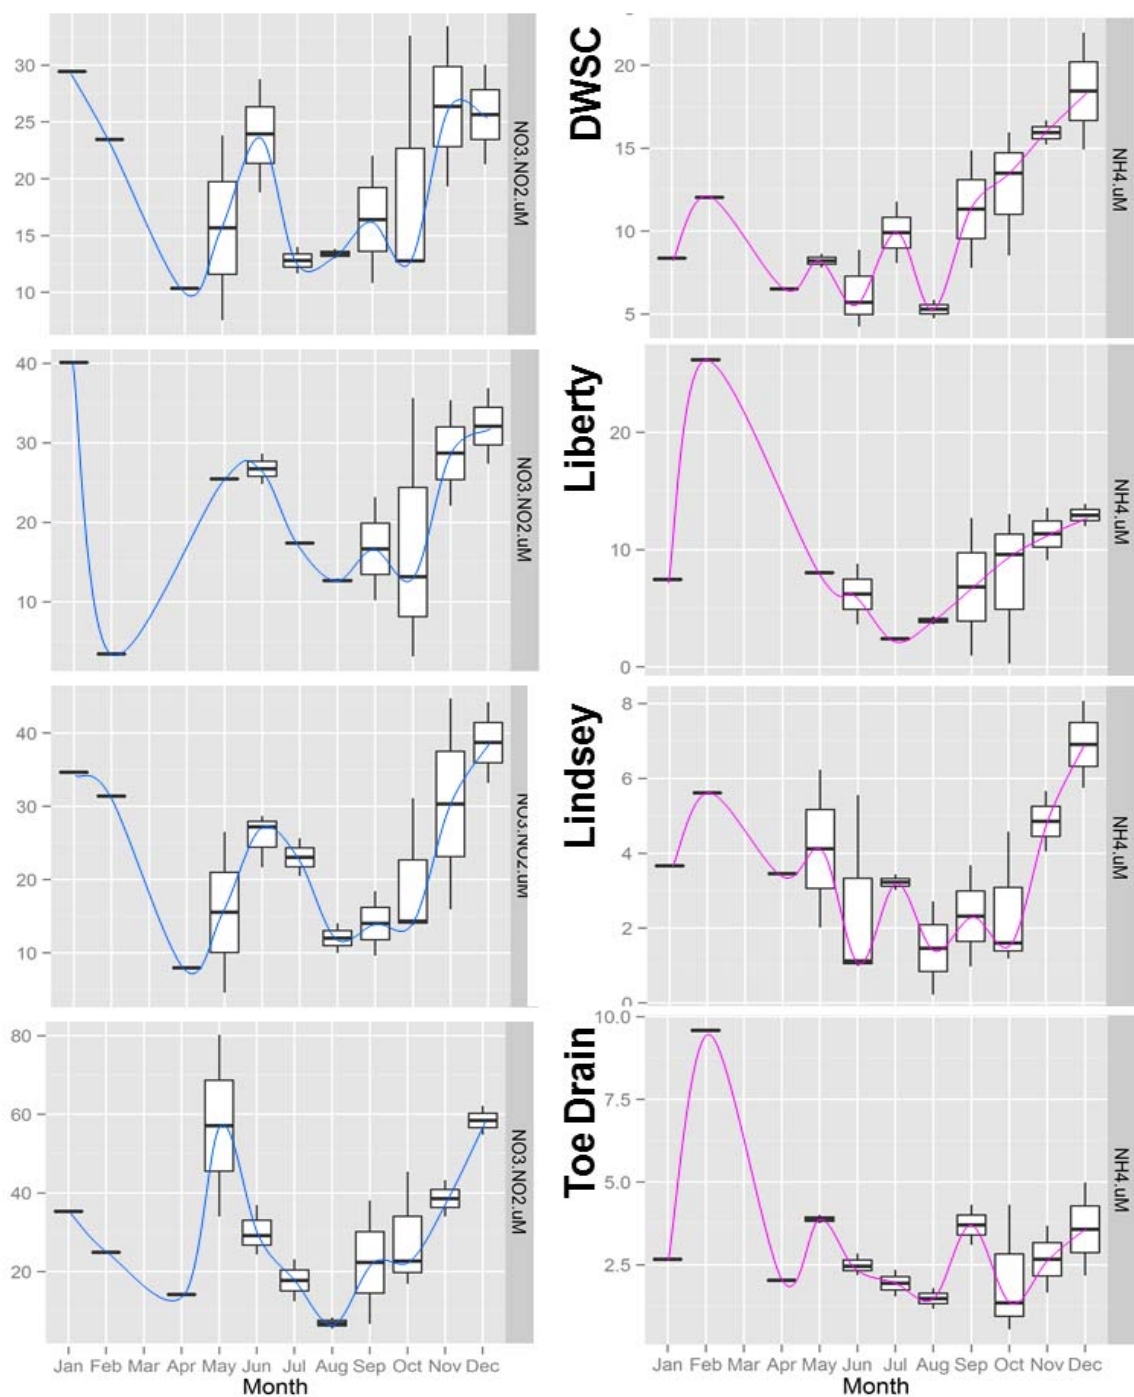 30
25
20
15
10
NO3.NO2.uM
DWSC
20
15
10
5
NH4.uM
40
30
20
10
NO3.NO2.uM
Liberty
20
10
0
NH4.uM
40
30
20
10
NO3.NO2.uM
Lindsey
8
6
4
2
0
NH4.uM
80
60
40
20
NO3.NO2.uM
Jan Feb Mar Apr May Jun Jul Aug Sep Oct Nov Dec
Month
Toe Drain
10.0
7.5
5.0
2.5
NH4.uM
Jan Feb Mar Apr May Jun Jul Aug Sep Oct Nov Dec
Month